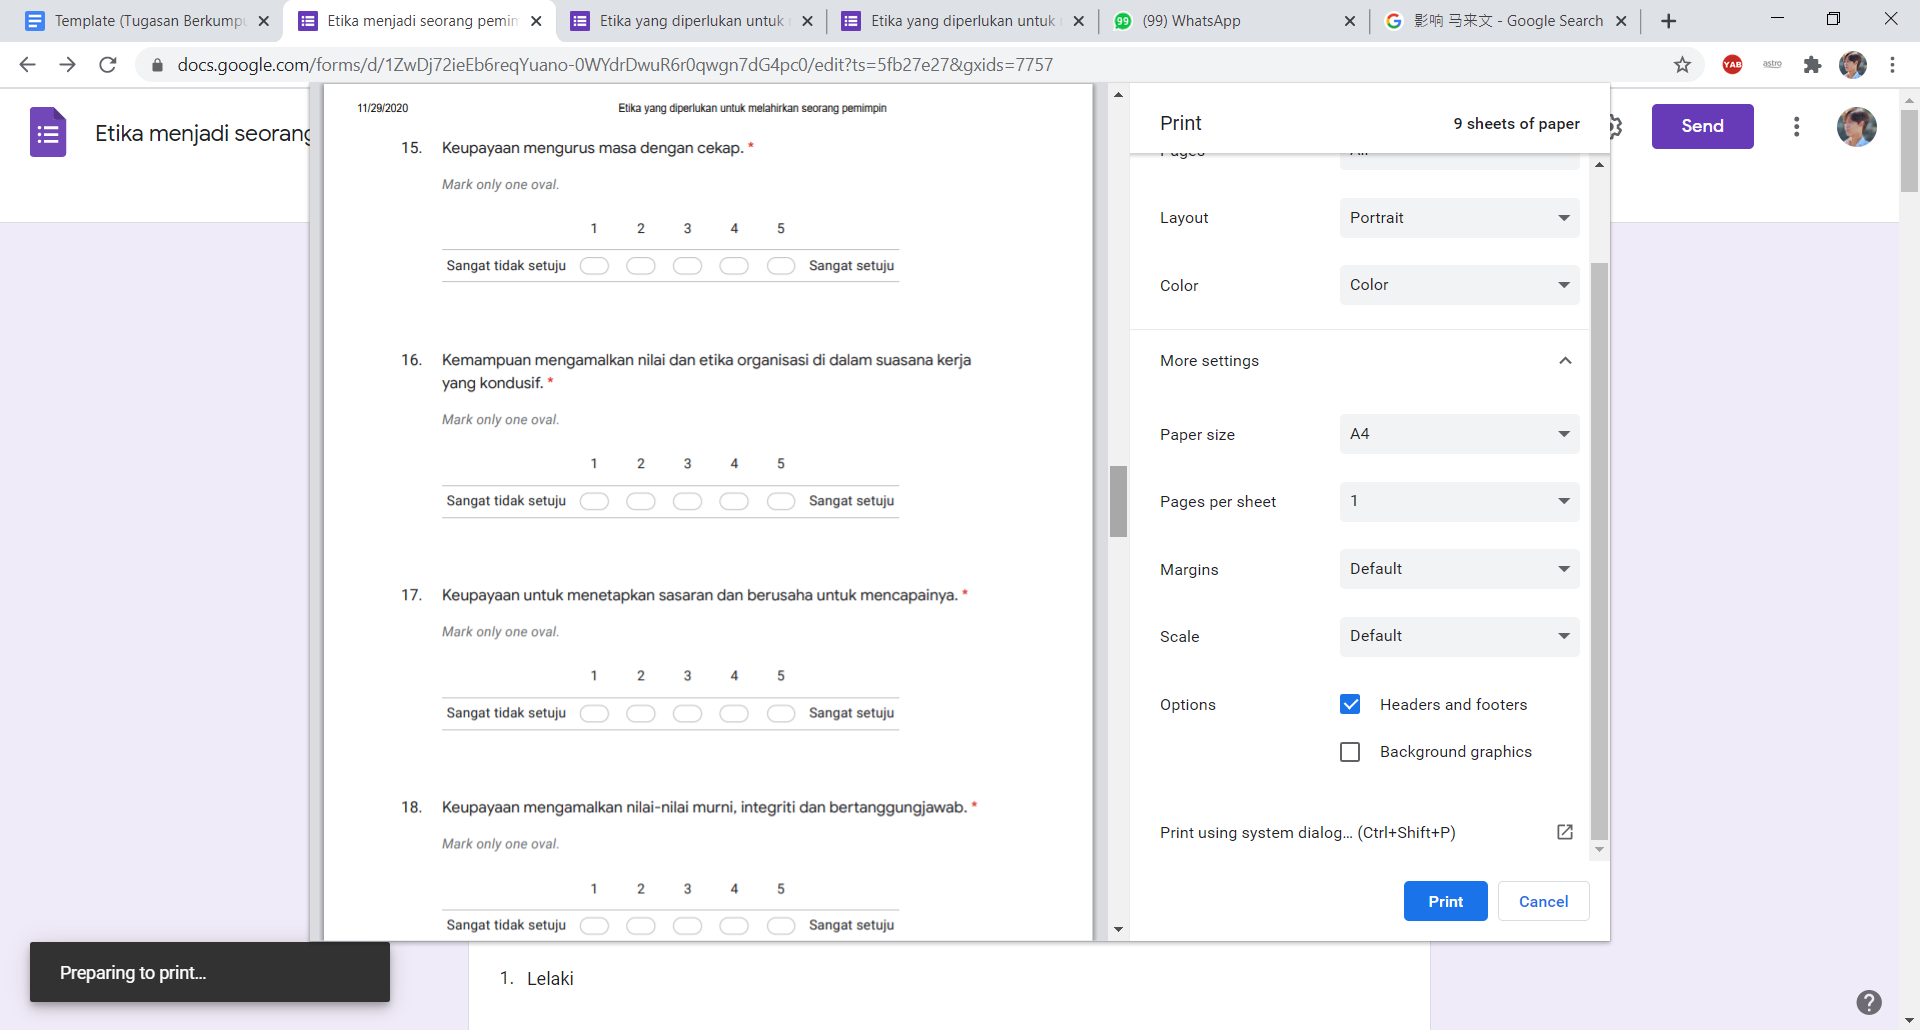 Template (Tugasan Berkumpu
Etika menjadi seorang pemim
Etika yang diperlukan untuk
Etika yang diperlukan untuk
99
(99) WhatsApp
影响 马来文 - Google Search
docs.google.com/forms/d/1ZwDj72ieEb6reqYuano-0WYdrDwuR6r0qwgn7dG4pc0/edit?ts=5fb27e27&gxids=7757
YAB
astro
Etika menjadi seorang
Send
11/29/2020
Etika yang diperlukan untuk melahirkan seorang pemimpin
15. Keupayaan mengurus masa dengan cekap. *
Mark only one oval.
1 2 3 4 5
Sangat tidak setuju Sangat setuju
16. Kemampuan mengamalkan nilai dan etika organisasi di dalam suasana kerja
yang kondusif. *
Mark only one oval.
1 2 3 4 5
Sangat tidak setuju Sangat setuju
17. Keupayaan untuk menetapkan sasaran dan berusaha untuk mencapainya. *
Mark only one oval.
1 2 3 4 5
Sangat tidak setuju Sangat setuju
18. Keupayaan mengamalkan nilai-nilai murni, integriti dan bertanggungjawab. *
Mark only one oval.
1 2 3 4 5
Sangat tidak setuju Sangat setuju
Print
9 sheets of paper
Pages All
Layout Portrait
Color Color
More settings
Paper size A4
Pages per sheet 1
Margins Default
Scale Default
Options Headers and footers
Background graphics
Print using system dialog... (Ctrl+Shift+P)
Print Cancel
Preparing to print...
1. Lelaki
?